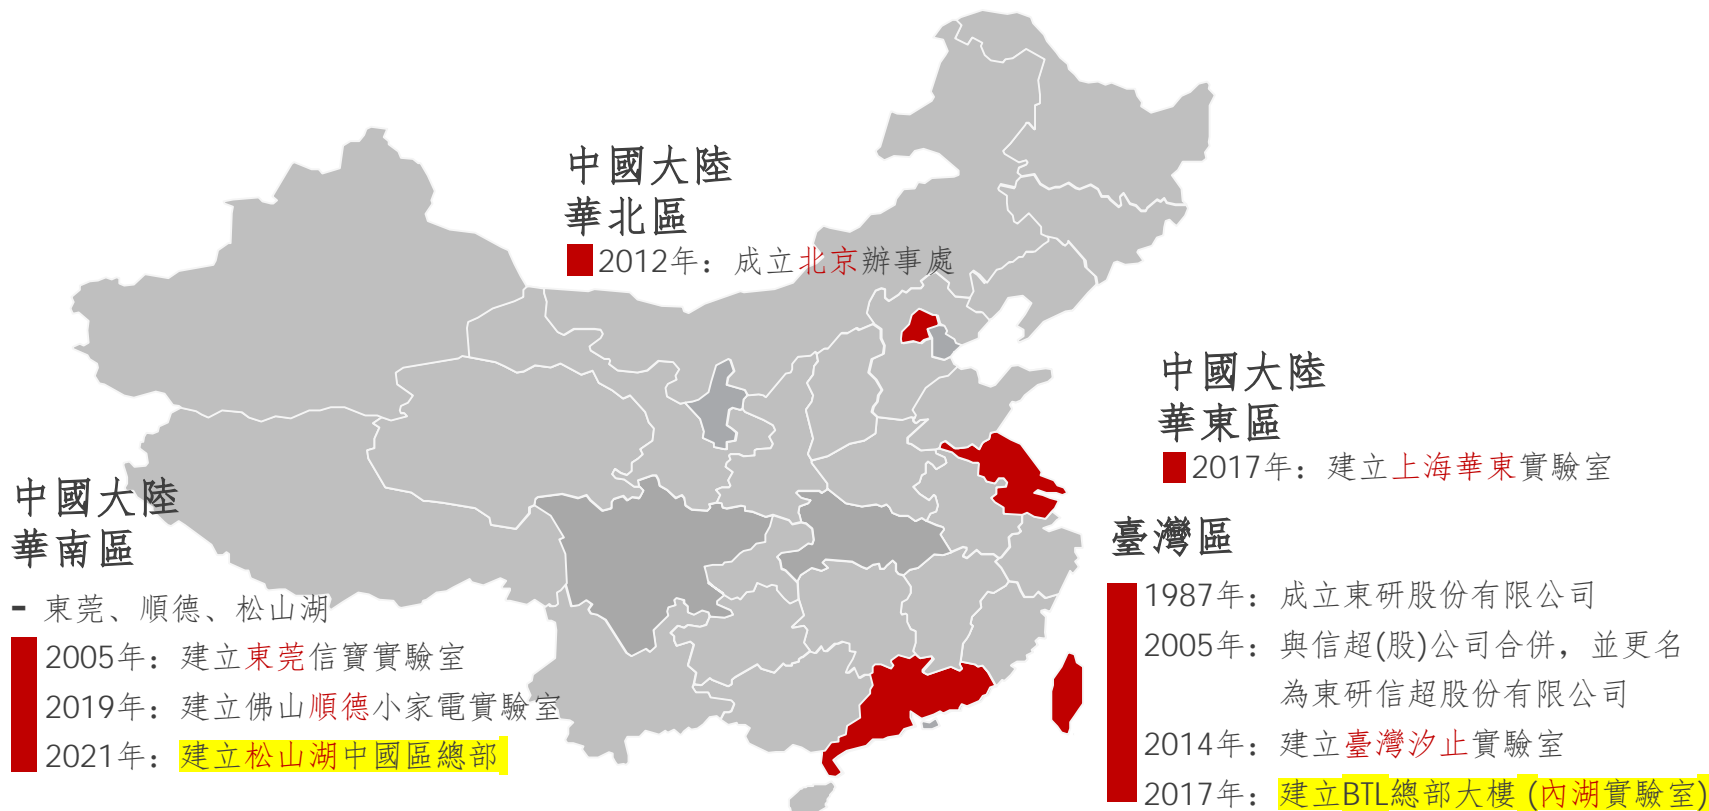 中國大陸
華北區
2012年：成立北京辦事處
中國大陸
華東區
2017年：建立上海華東實驗室
中國大陸
華南區
- 東莞、順德、松山湖
2005年：建立東莞信寶實驗室
2019年：建立佛山順德小家電實驗室
2021年：建立松山湖中國區總部
臺灣區
1987年：成立東研股份有限公司
2005年：與信超(股)公司合併，並更名
為東研信超股份有限公司
2014年：建立臺灣汐止實驗室
2017年：建立BTL總部大樓 (內湖實驗室)